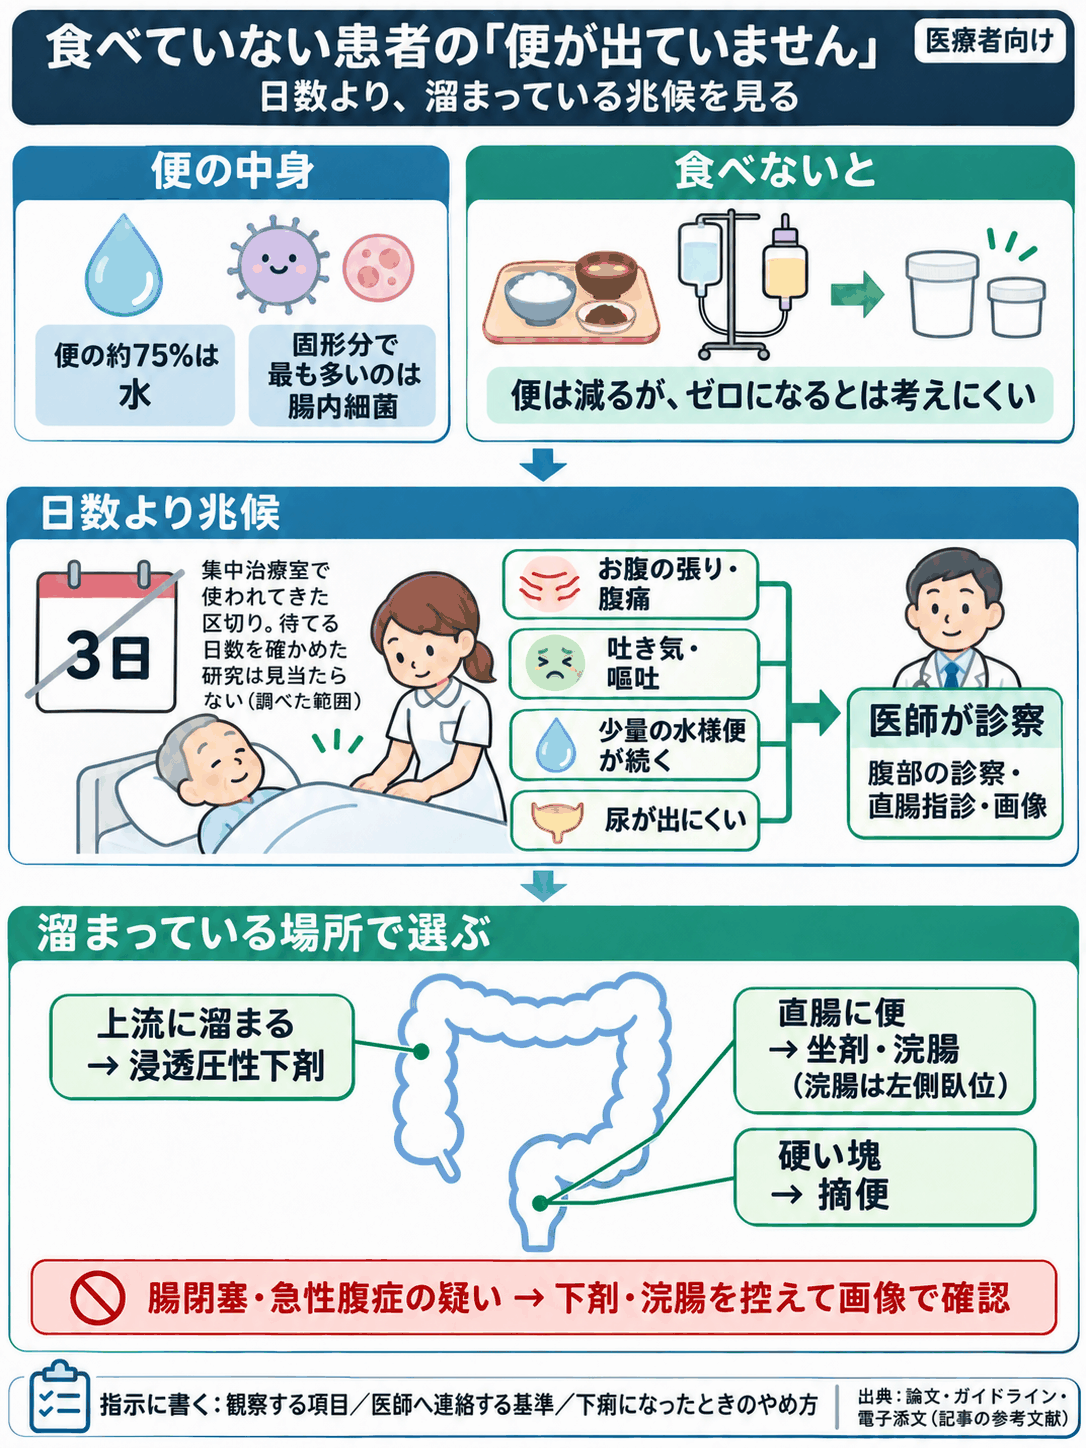 食べていない患者の「便が出ていません」
医療者向け
日数より、溜まっている兆候を見る
便の中身
便の約75%は
水
固形分で
最も多いのは
腸内細菌
食べないと
便は減るが、ゼロになるとは考えにくい
日数より兆候
3日
集中治療室で
使われてきた
区切り。待てる
日数を確かめた
研究は見当たら
ない(調べた範囲)
お腹の張り・
腹痛
吐き気・
嘔吐
少量の水様便
が続く
尿が出にくい
医師が診察
腹部の診察・
直腸指診・画像
溜まっている場所で選ぶ
上流に溜まる
→ 浸透圧性下剤
直腸に便
→ 坐剤・浣腸
(浣腸は左側臥位)
硬い塊
→ 摘便
腸閉塞・急性腹症の疑い → 下剤・浣腸を控えて画像で確認
指示に書く：観察する項目／医師へ連絡する基準／下痢になったときのやめ方
出典：論文・ガイドライン・
電子添文(記事の参考文献)